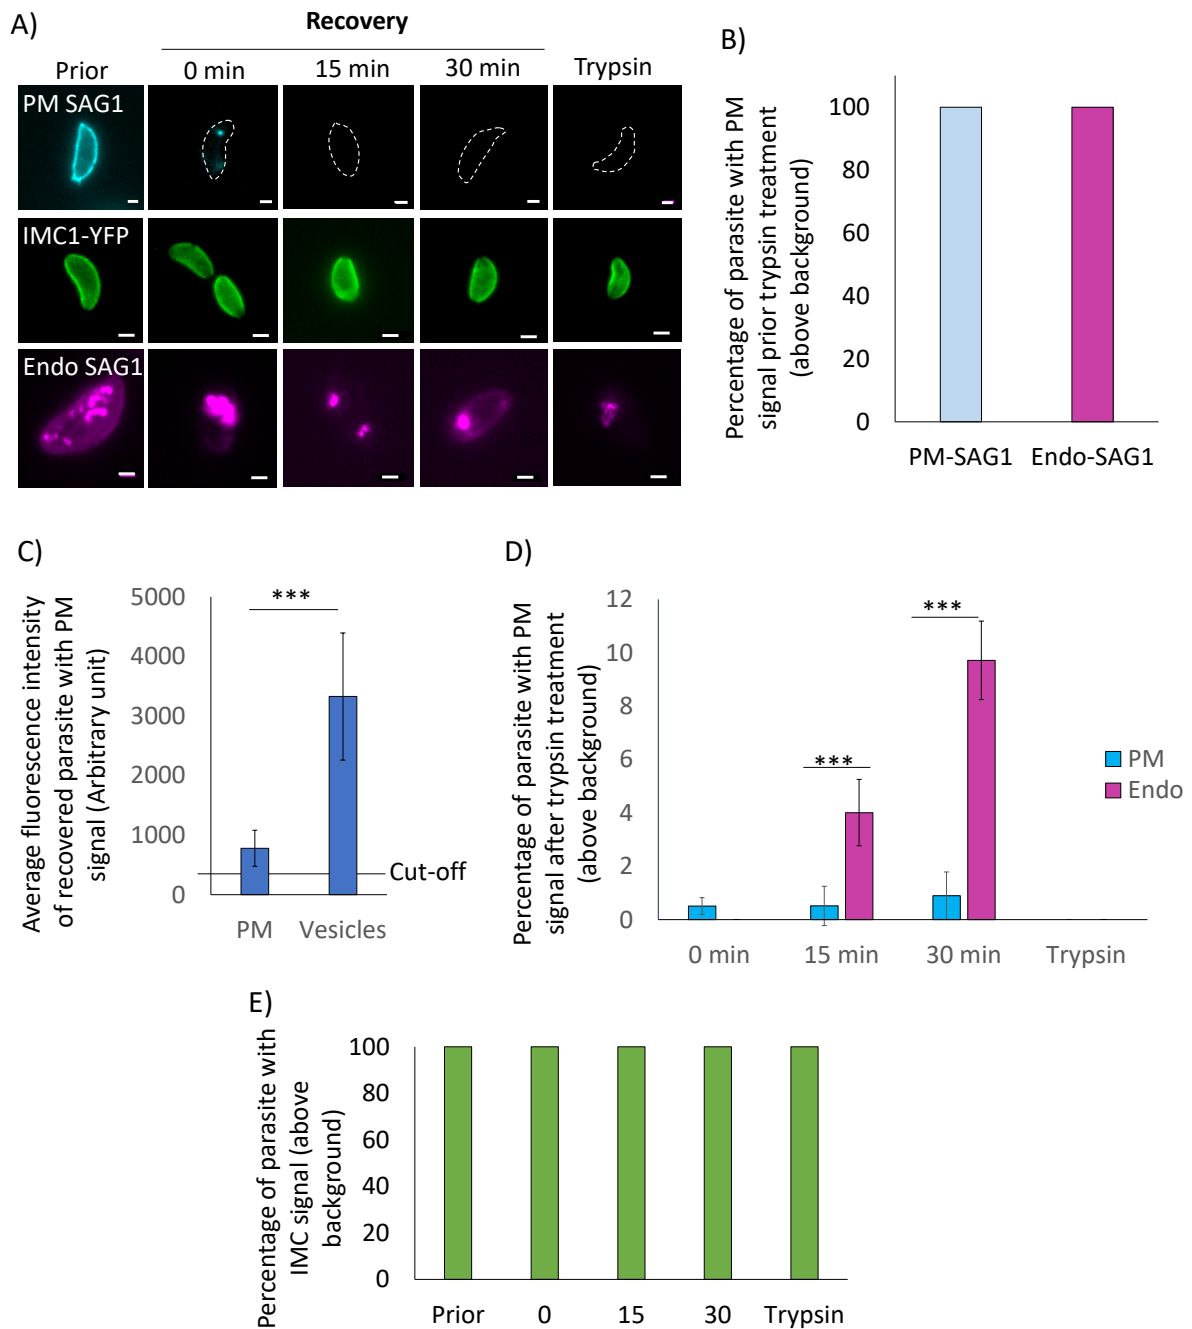 A)
Recovery
Prior
0 min
15 min
30 min
Trypsin
PM SAG1
IMC1-YFP
Endo SAG1
B)
Percentage of parasite with PM
signal prior trypsin treatment
(above background)
100
80
60
40
20
0
PM-SAG1
Endo-SAG1
C)
Average fluorescence intensity
of recovered parasite with PM
signal (Arbitrary unit)
5000
4000
3000
2000
1000
0
***
Cut-off
PM
Vesicles
D)
Percentage of parasite with PM
signal after trypsin treatment
(above background)
12
10
8
6
4
2
0
***
***
PM
Endo
0 min
15 min
30 min
Trypsin
E)
Percentage of parasite with
IMC signal (above
background)
100
80
60
40
20
0
Prior
0
15
30
Trypsin